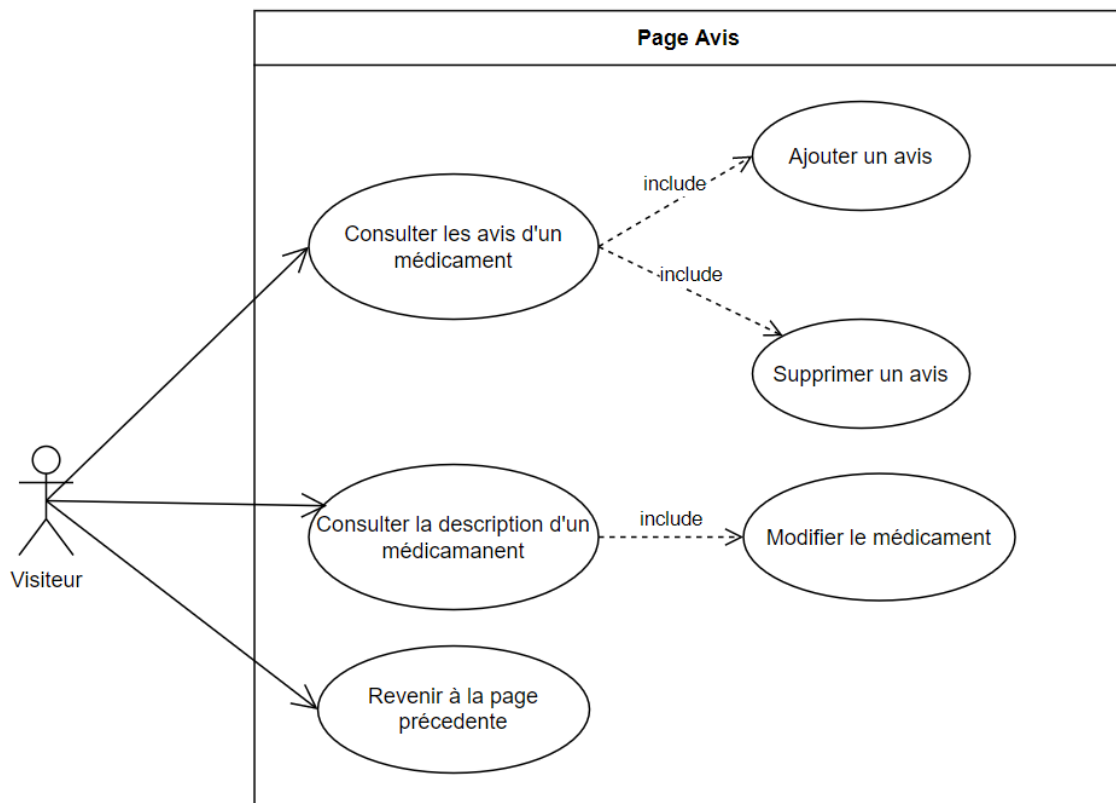 Page Avis
Ajouter un avis
include
Consulter les avis d'un
médicament
include
Supprimer un avis
Visiteur
Consulter la description d'un
médicamanent
include
Modifier le médicament
Revenir à la page
précedente